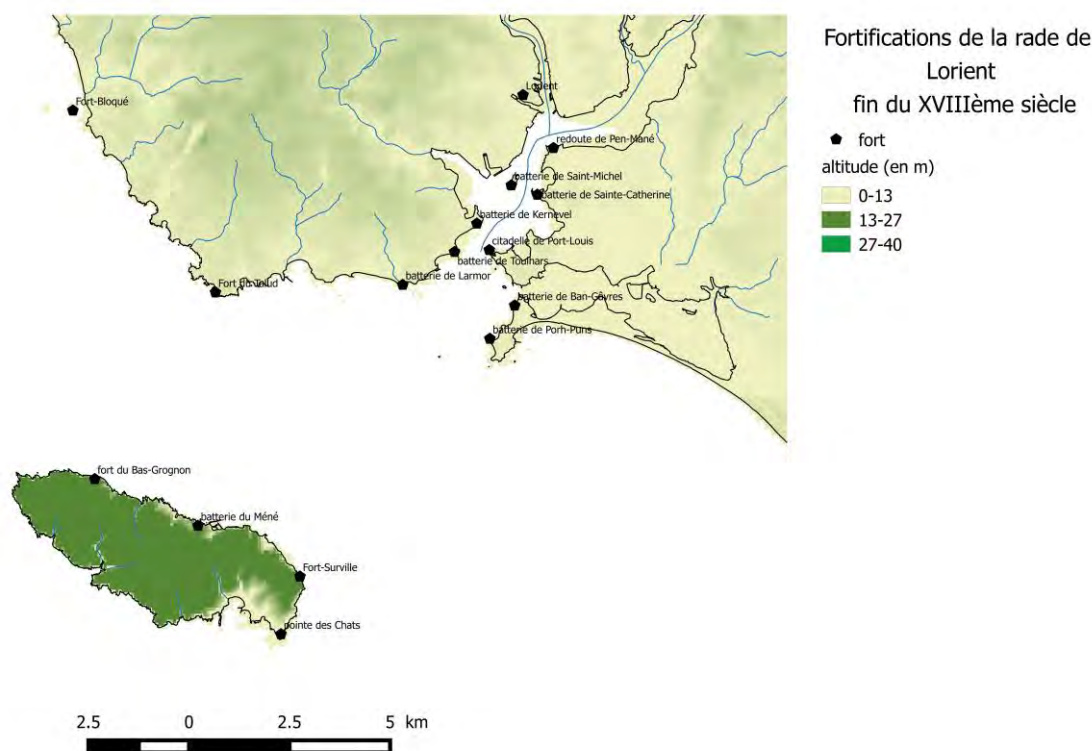 Fortifications de la rade de
Lorient
fin du XVIIIème siècle
fort
altitude (en m)
0-13
13-27
27-40
Lorient
Fort-Bloqué
redoute de Pen-Mané
batterie de Saint-Michel
batterie de Sainte-Catherine
batterie de Kernevel
citadelle de Port-Louis
batterie de Toulhars
batterie de Larmor
Fort du Talud
batterie de Ban-Gâvres
batterie de Porh-Puns
fort du Bas-Grognon
batterie du Méné
Fort-Surville
pointe des Chats
2.5 0 2.5 5 km